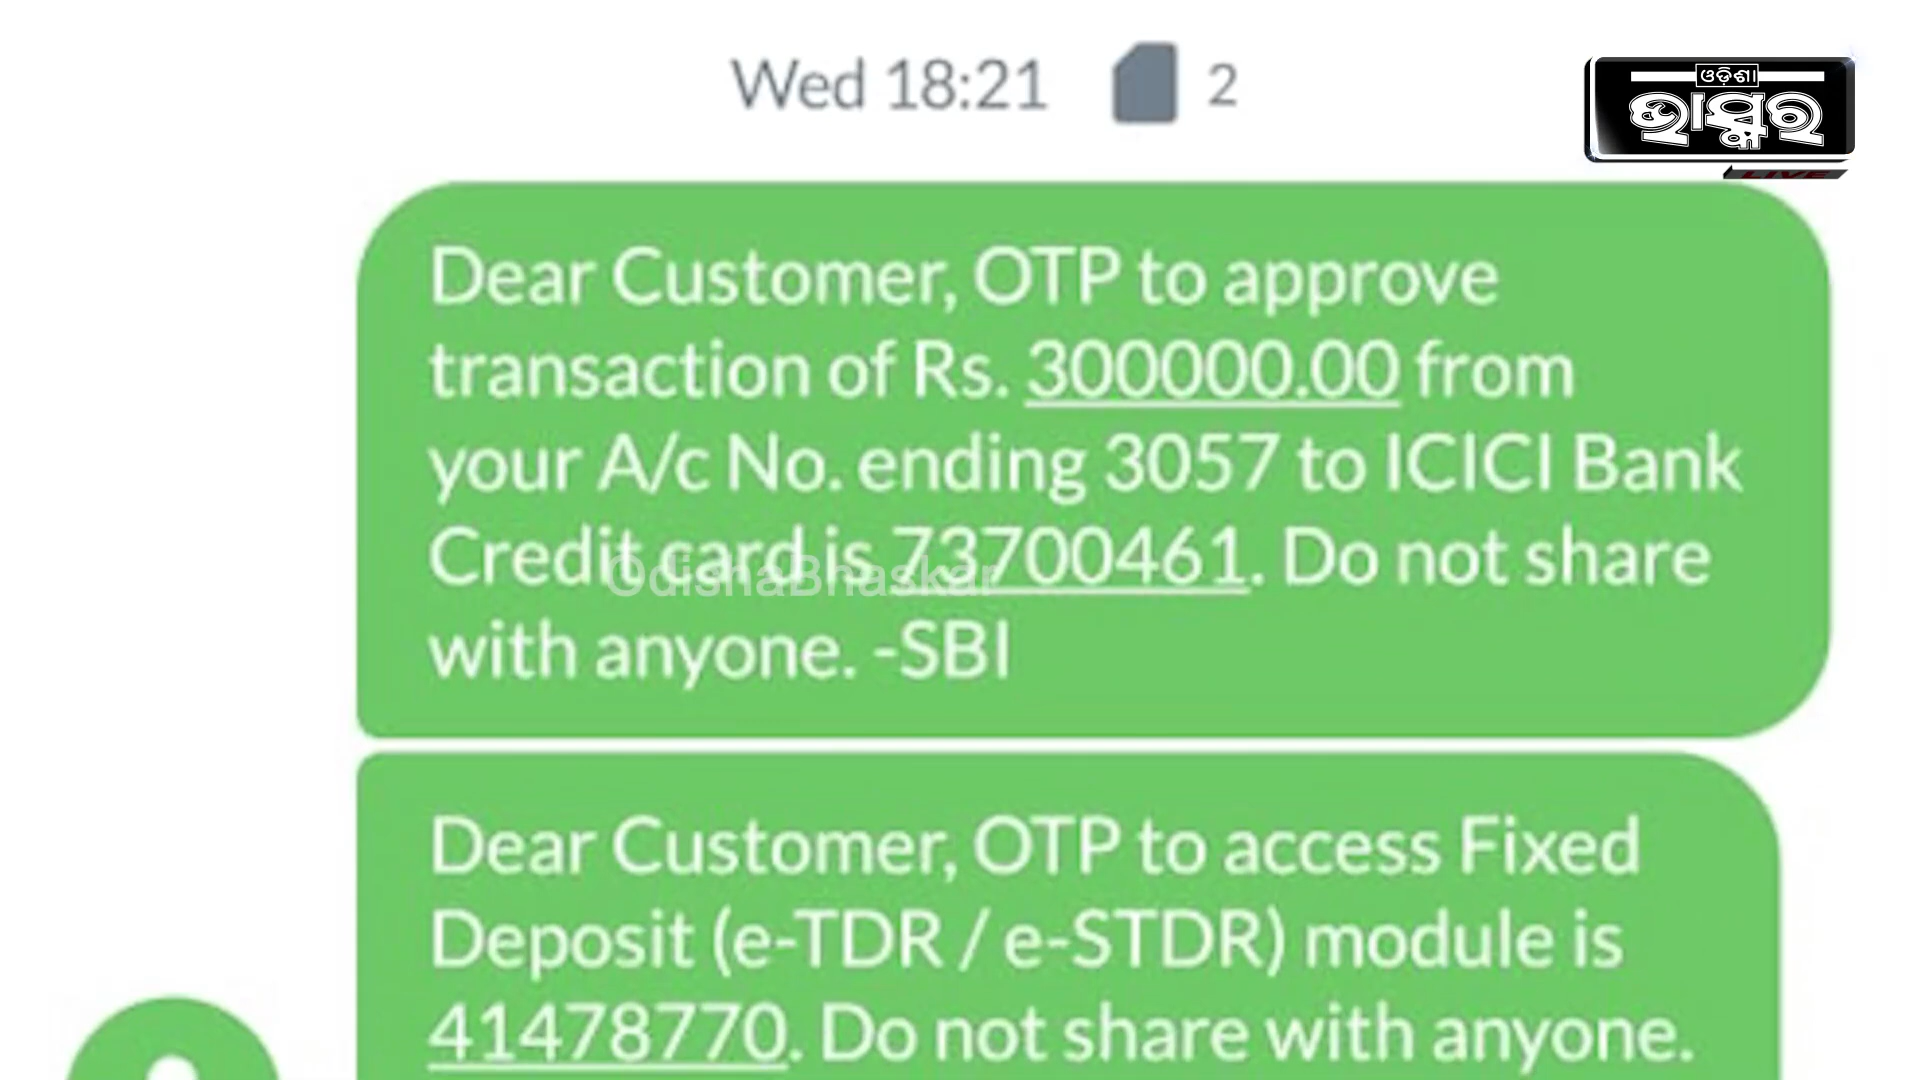 Wed 18:21 2
ଓଡ଼ିଶା
ଭାସ୍କର
LIVE
Dear Customer, OTP to approve
transaction of Rs. 300000.00 from
your A/c No. ending 3057 to ICICI Bank
Credit card is 73700461. Do not share
with anyone. -SBI
OdishaBhaskar
Dear Customer, OTP to access Fixed
Deposit (e-TDR / e-STDR) module is
41478770. Do not share with anyone.